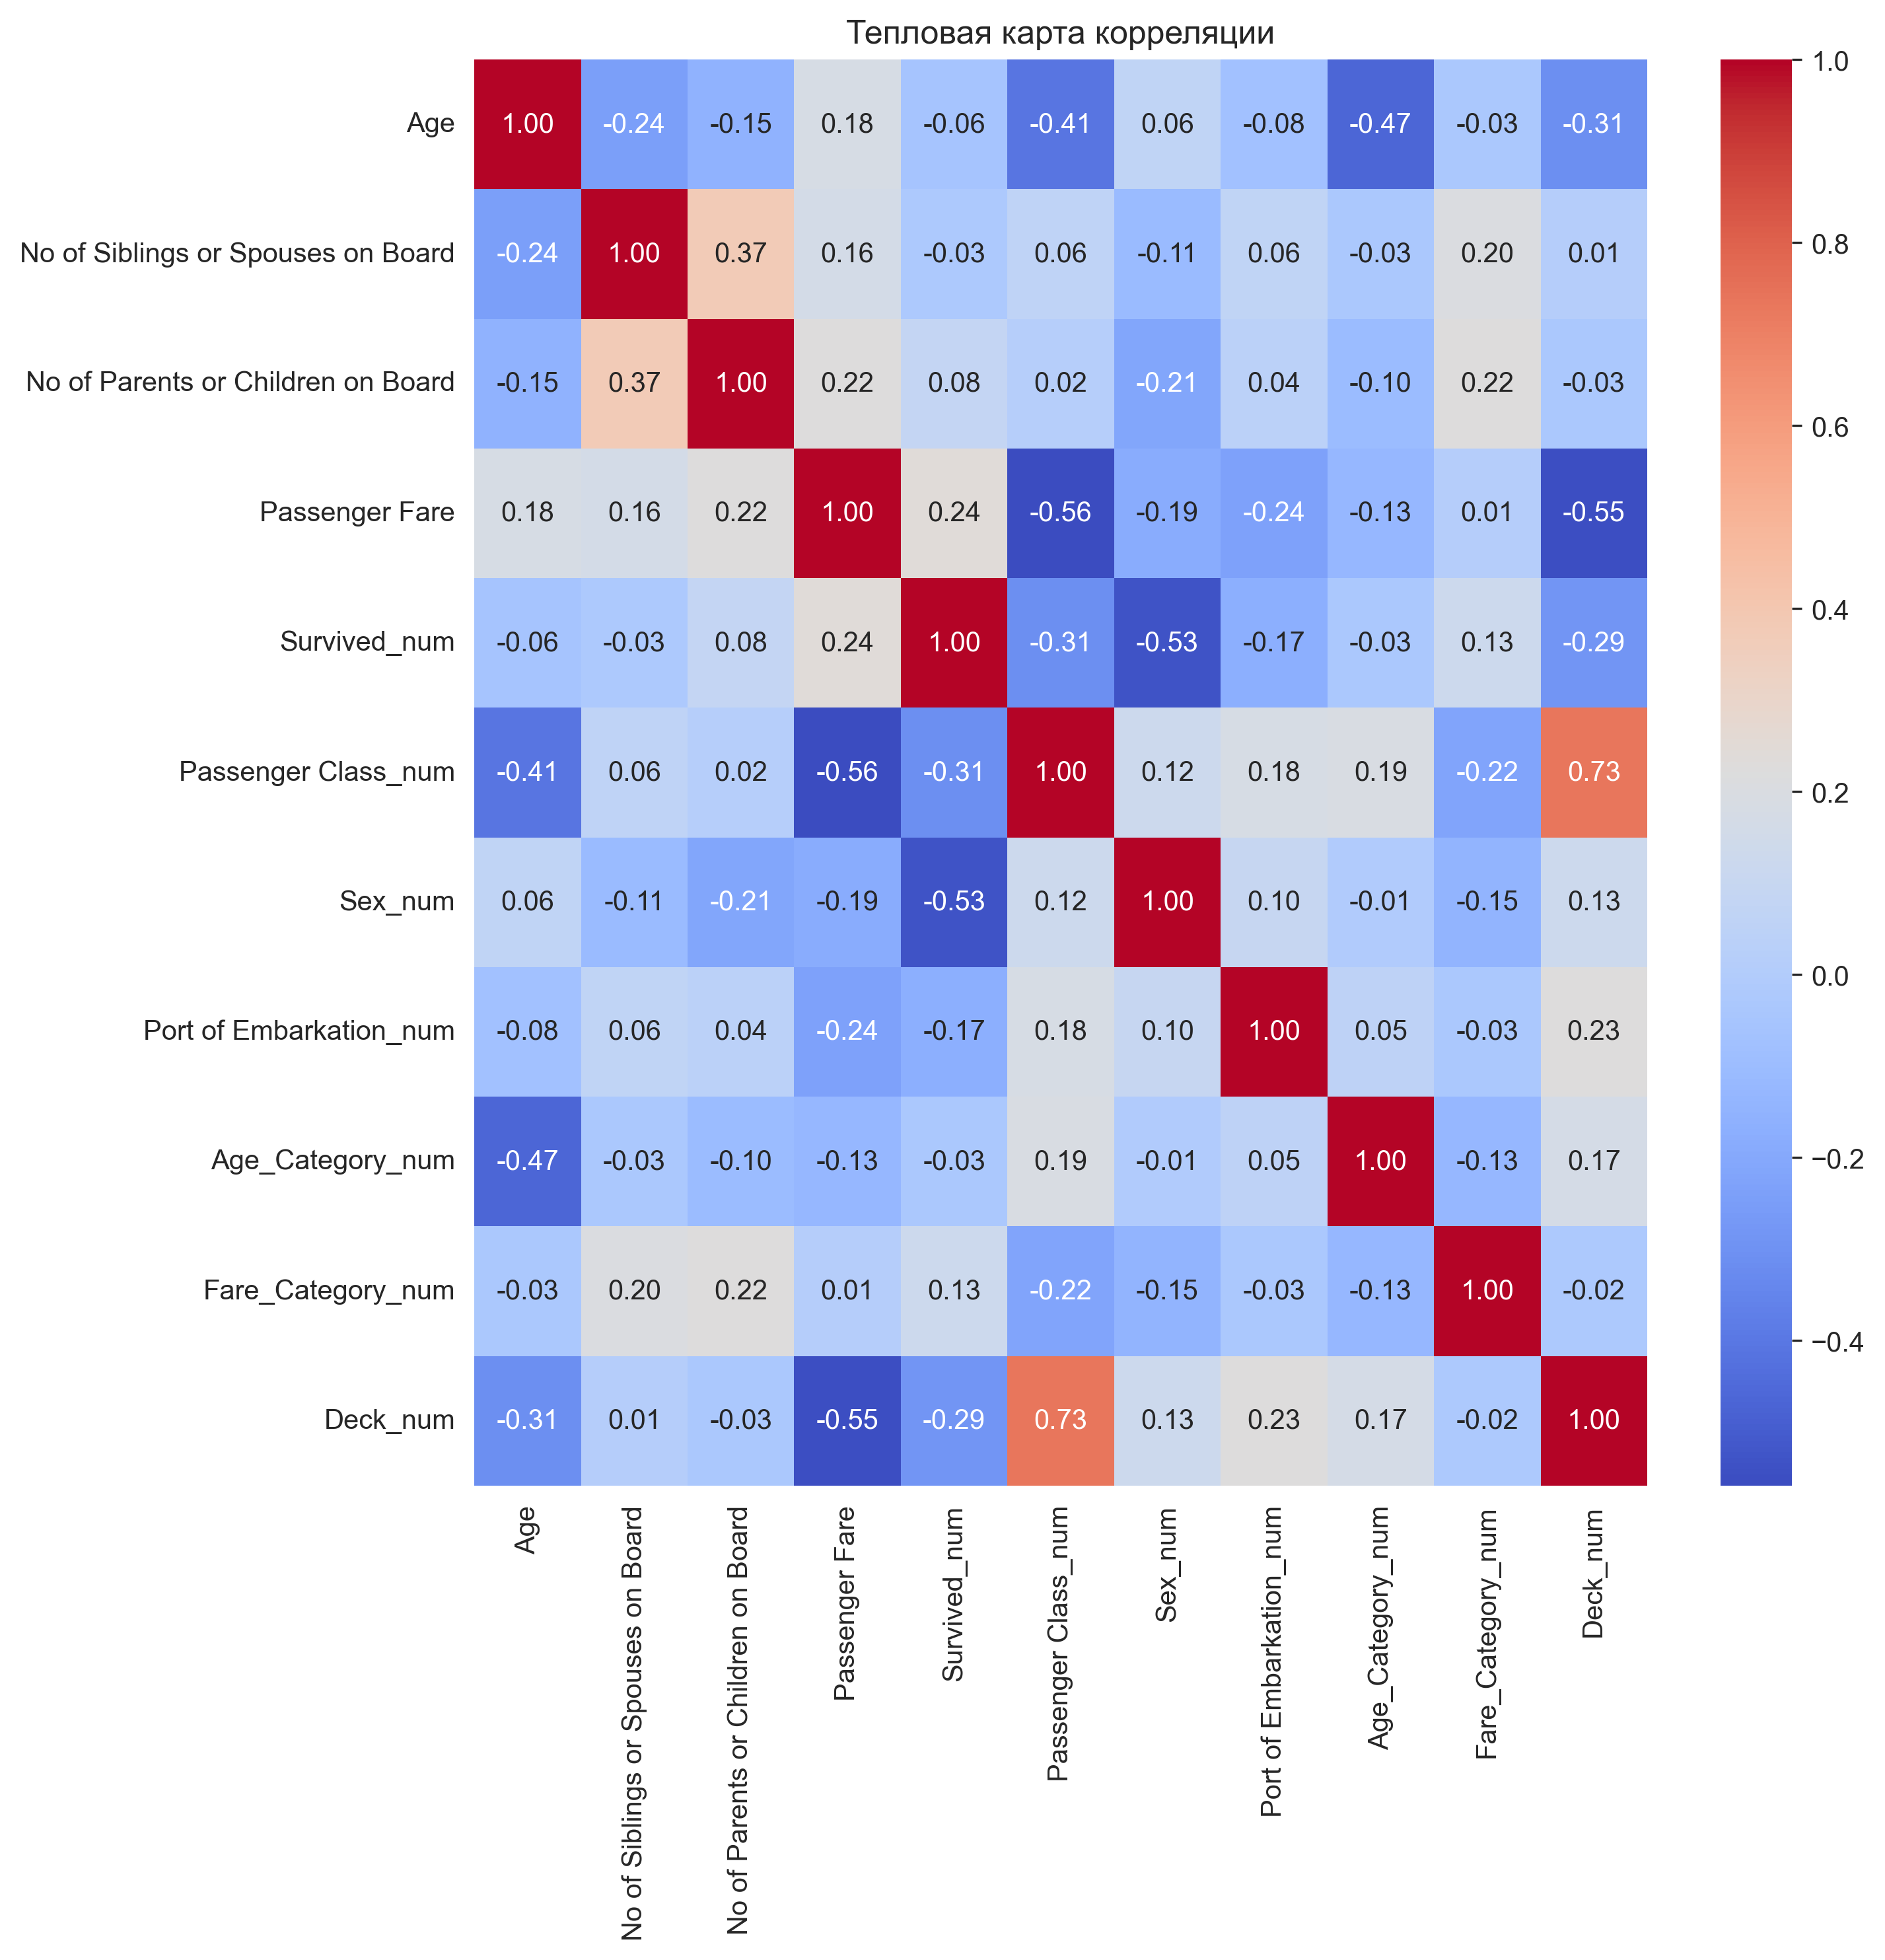 Тепловая карта корреляции
Age 1.00 -0.24 -0.15 0.18 -0.06 -0.41 0.06 -0.08 -0.47 -0.03 -0.31
No of Siblings or Spouses on Board -0.24 1.00 0.37 0.16 -0.03 0.06 -0.11 0.06 -0.03 0.20 0.01
No of Parents or Children on Board -0.15 0.37 1.00 0.22 0.08 0.02 -0.21 0.04 -0.10 0.22 -0.03
Passenger Fare 0.18 0.16 0.22 1.00 0.24 -0.56 -0.19 -0.24 -0.13 0.01 -0.55
Survived_num -0.06 -0.03 0.08 0.24 1.00 -0.31 -0.53 -0.17 -0.03 0.13 -0.29
Passenger Class_num -0.41 0.06 0.02 -0.56 -0.31 1.00 0.12 0.18 0.19 -0.22 0.73
Sex_num 0.06 -0.11 -0.21 -0.19 -0.53 0.12 1.00 0.10 -0.01 -0.15 0.13
Port of Embarkation_num -0.08 0.06 0.04 -0.24 -0.17 0.18 0.10 1.00 0.05 -0.03 0.23
Age_Category_num -0.47 -0.03 -0.10 -0.13 -0.03 0.19 -0.01 0.05 1.00 -0.13 0.17
Fare_Category_num -0.03 0.20 0.22 0.01 0.13 -0.22 -0.15 -0.03 -0.13 1.00 -0.02
Deck_num -0.31 0.01 -0.03 -0.55 -0.29 0.73 0.13 0.23 0.17 -0.02 1.00
Age
No of Siblings or Spouses on Board
No of Parents or Children on Board
Passenger Fare
Survived_num
Passenger Class_num
Sex_num
Port of Embarkation_num
Age_Category_num
Fare_Category_num
Deck_num
1.0
0.8
0.6
0.4
0.2
0.0
−0.2
−0.4